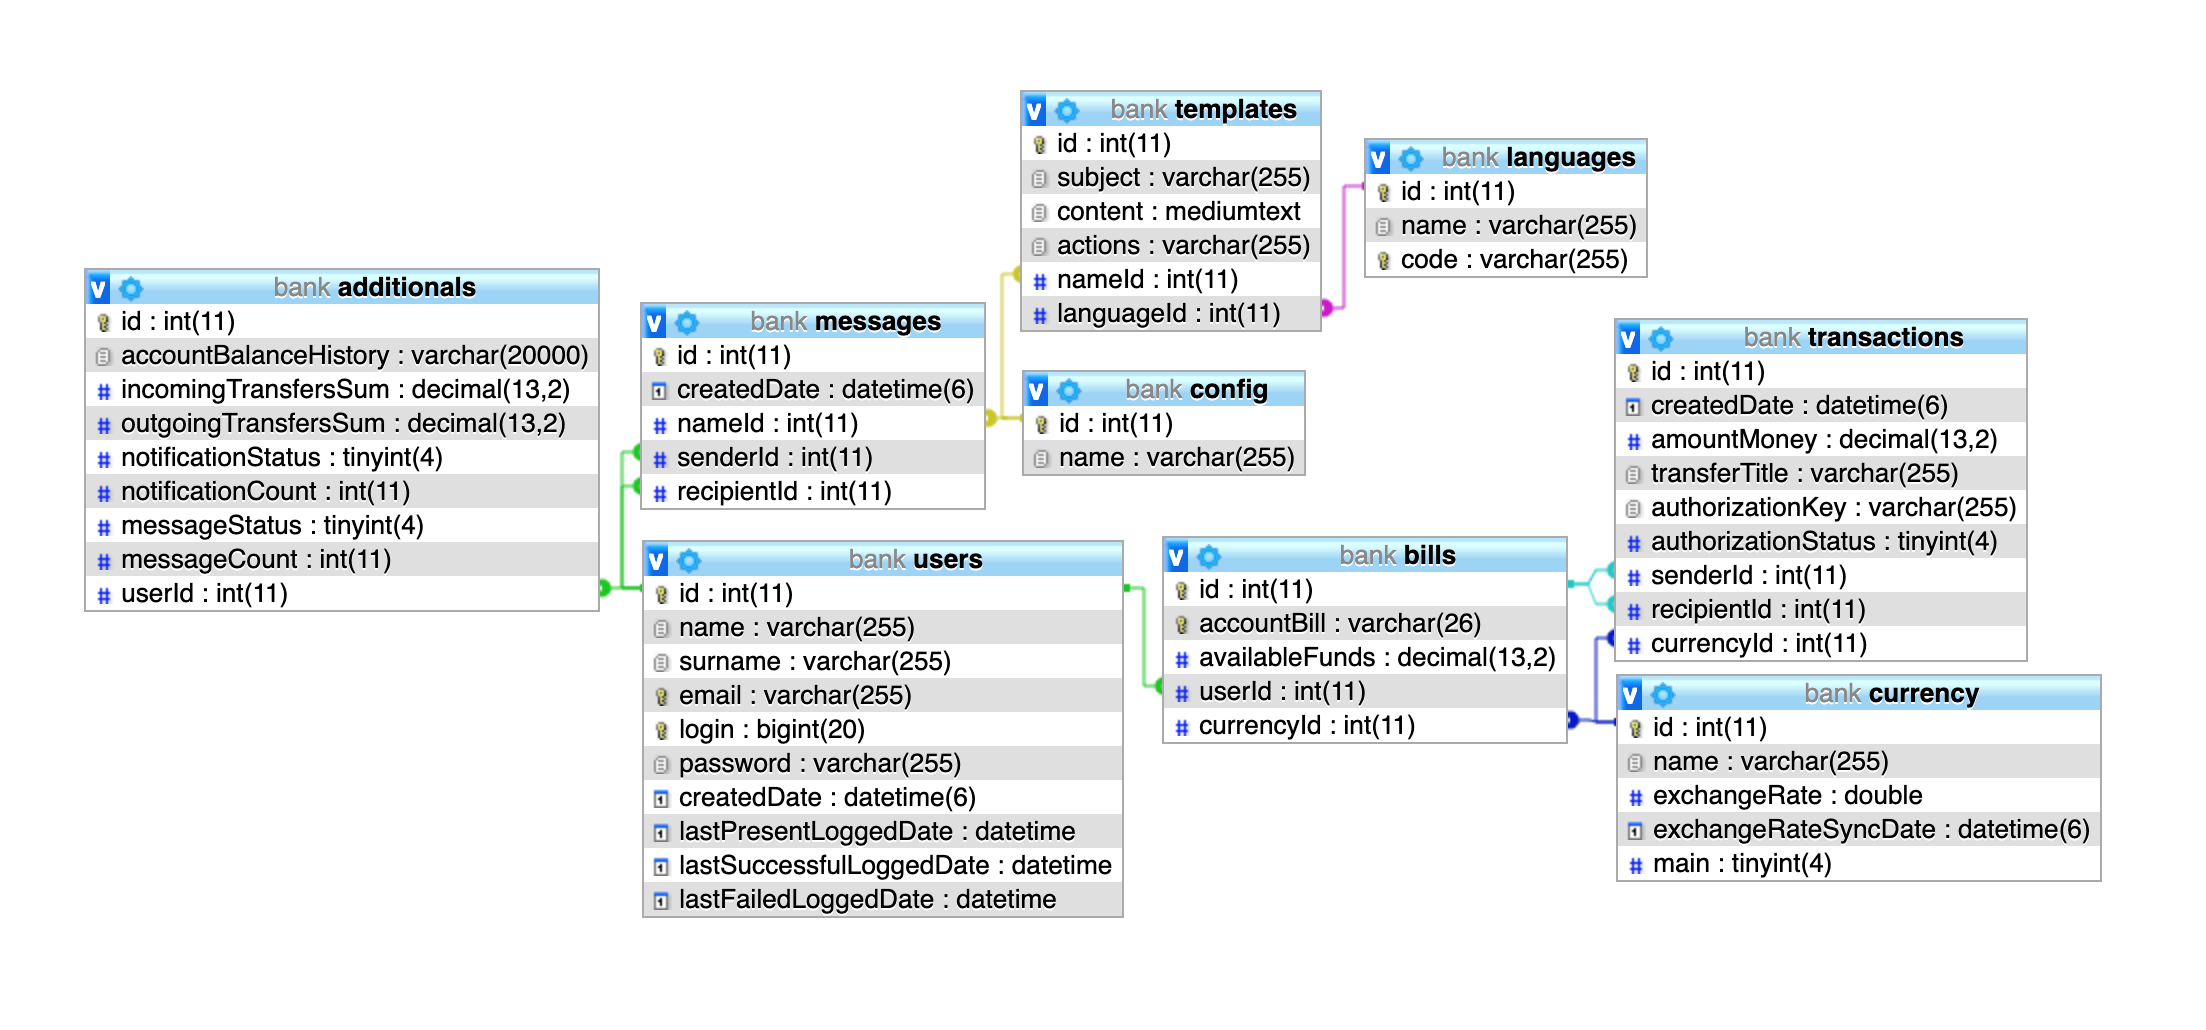 bank templates
id : int(11)
subject : varchar(255)
content : mediumtext
actions : varchar(255)
nameId : int(11)
languageId : int(11)
bank languages
id : int(11)
name : varchar(255)
code : varchar(255)
bank additionals
id : int(11)
accountBalanceHistory : varchar(20000)
incomingTransfersSum : decimal(13,2)
outgoingTransfersSum : decimal(13,2)
notificationStatus : tinyint(4)
notificationCount : int(11)
messageStatus : tinyint(4)
messageCount : int(11)
userId : int(11)
bank messages
id : int(11)
createdDate : datetime(6)
nameId : int(11)
senderId : int(11)
recipientId : int(11)
bank config
id : int(11)
name : varchar(255)
bank transactions
id : int(11)
createdDate : datetime(6)
amountMoney : decimal(13,2)
transferTitle : varchar(255)
authorizationKey : varchar(255)
authorizationStatus : tinyint(4)
senderId : int(11)
recipientId : int(11)
currencyId : int(11)
bank users
id : int(11)
name : varchar(255)
surname : varchar(255)
email : varchar(255)
login : bigint(20)
password : varchar(255)
createdDate : datetime(6)
lastPresentLoggedDate : datetime
lastSuccessfulLoggedDate : datetime
lastFailedLoggedDate : datetime
bank bills
id : int(11)
accountBill : varchar(26)
availableFunds : decimal(13,2)
userId : int(11)
currencyId : int(11)
bank currency
id : int(11)
name : varchar(255)
exchangeRate : double
exchangeRateSyncDate : datetime(6)
main : tinyint(4)